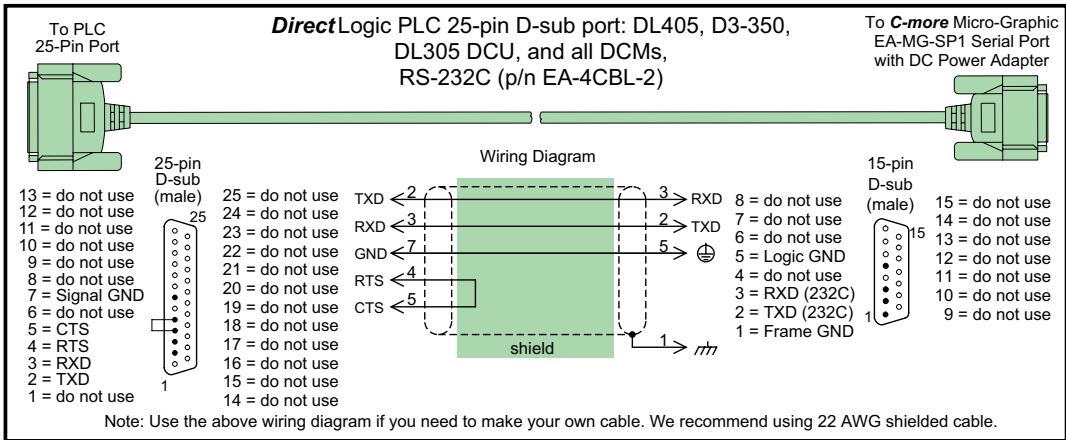 To PLC
25-Pin Port
DirectLogic PLC 25-pin D-sub port: DL405, D3-350,
DL305 DCU, and all DCMs,
RS-232C (p/n EA-4CBL-2)
To C-more Micro-Graphic
EA-MG-SP1 Serial Port
with DC Power Adapter
25-pin
D-sub
(male)
13 = do not use
12 = do not use
11 = do not use
10 = do not use
9 = do not use
8 = do not use
7 = Signal GND
6 = do not use
5 = CTS
4 = RTS
3 = RXD
2 = TXD
1 = do not use
25
1
25 = do not use
24 = do not use
23 = do not use
22 = do not use
21 = do not use
20 = do not use
19 = do not use
18 = do not use
17 = do not use
16 = do not use
15 = do not use
14 = do not use
Wiring Diagram
TXD 2 3 RXD
RXD 3 2 TXD
GND 7 5
RTS 4
CTS 5
shield
1
8 = do not use
7 = do not use
6 = do not use
5 = Logic GND
4 = do not use
3 = RXD (232C)
2 = TXD (232C)
1 = Frame GND
15-pin
D-sub
(male)
15
1
15 = do not use
14 = do not use
13 = do not use
12 = do not use
11 = do not use
10 = do not use
9 = do not use
Note: Use the above wiring diagram if you need to make your own cable. We recommend using 22 AWG shielded cable.